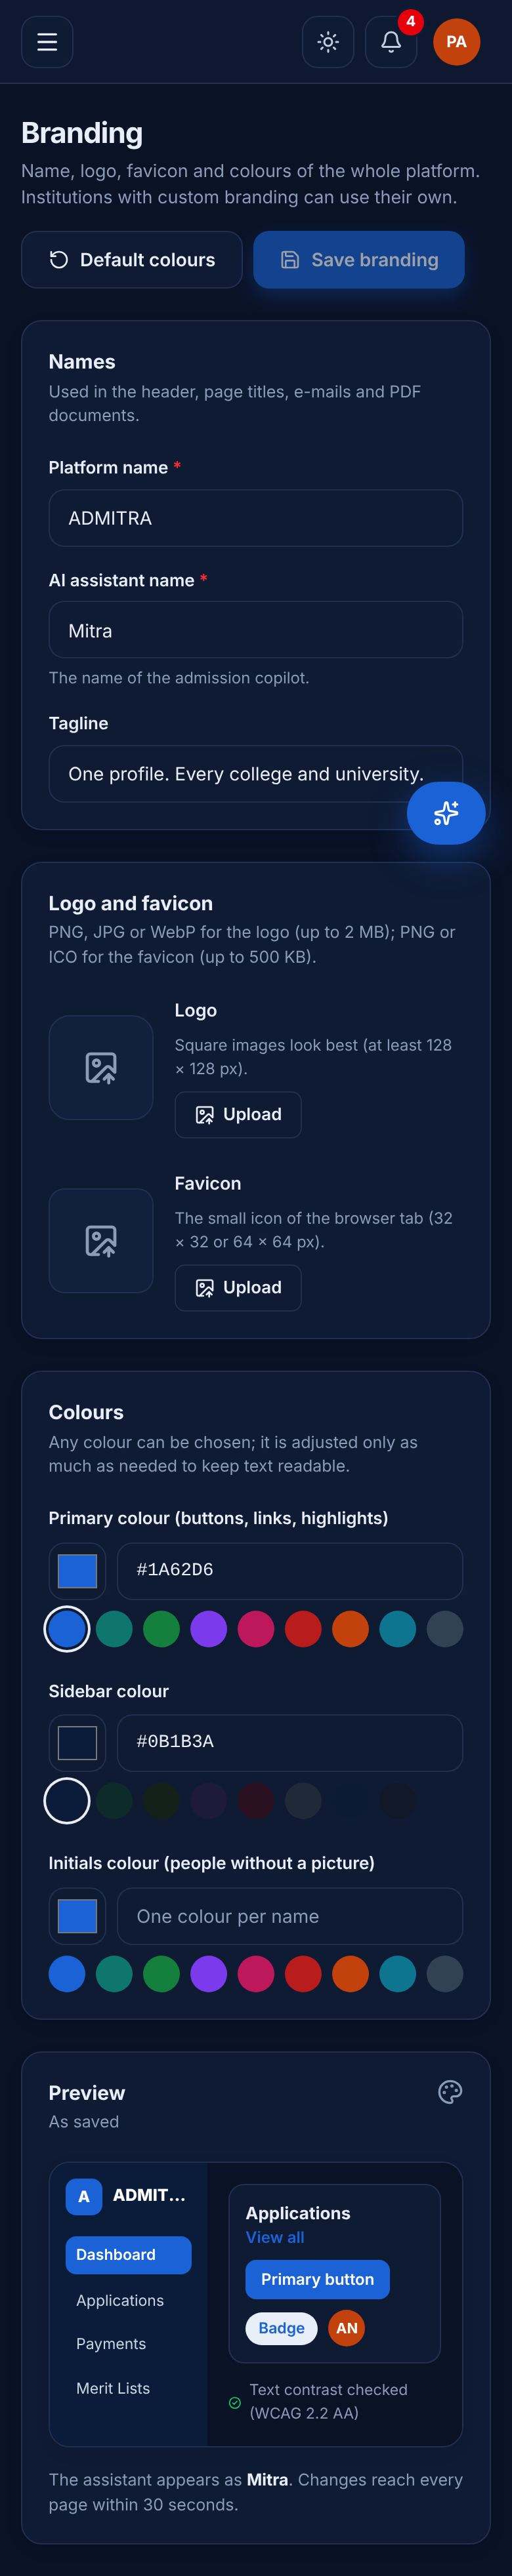 4
PA
Branding
Name, logo, favicon and colours of the whole platform.
Institutions with custom branding can use their own.
Default colours
Save branding
Names
Used in the header, page titles, e-mails and PDF
documents.
Platform name *
ADMITRA
AI assistant name *
Mitra
The name of the admission copilot.
Tagline
One profile. Every college and university.
Logo and favicon
PNG, JPG or WebP for the logo (up to 2 MB); PNG or
ICO for the favicon (up to 500 KB).
Logo
Square images look best (at least 128
× 128 px).
Upload
Favicon
The small icon of the browser tab (32
× 32 or 64 × 64 px).
Upload
Colours
Any colour can be chosen; it is adjusted only as
much as needed to keep text readable.
Primary colour (buttons, links, highlights)
#1A62D6
Sidebar colour
#0B1B3A
Initials colour (people without a picture)
One colour per name
Preview
As saved
A
ADMIT...
Dashboard
Applications
Payments
Merit Lists
Applications
View all
Primary button
Badge
AN
Text contrast checked
(WCAG 2.2 AA)
The assistant appears as Mitra. Changes reach every
page within 30 seconds.